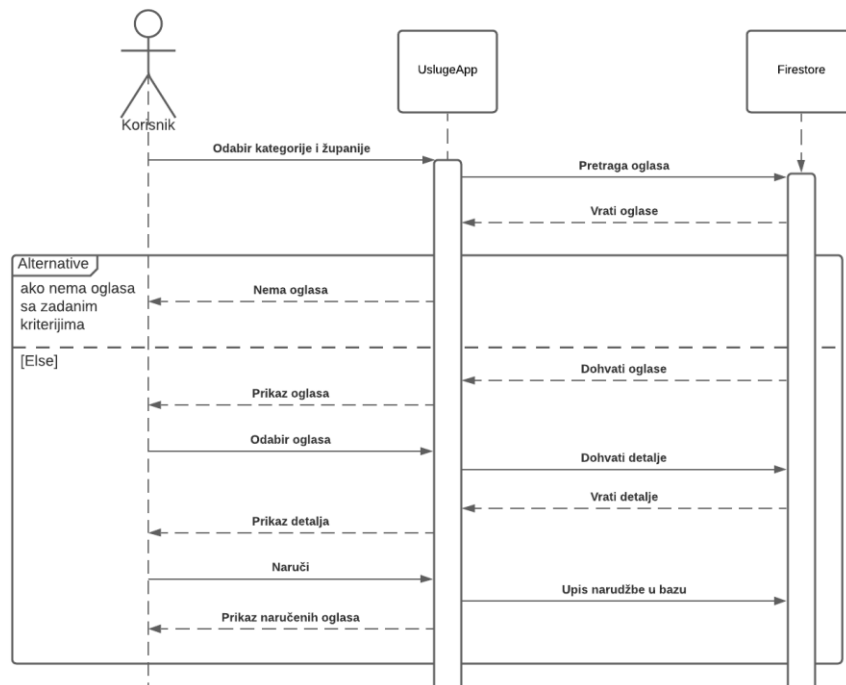 UslugeApp
Firestore
Korisnik
Odabir kategorije i županije
Pretraga oglasa
Vrati oglase
Alternative
ako nema oglasa
sa zadanim
kriterijima
Nema oglasa
[Else]
Dohvati oglase
Prikaz oglasa
Odabir oglasa
Dohvati detalje
Vrati detalje
Prikaz detalja
Naruči
Upis narudžbe u bazu
Prikaz naručenih oglasa